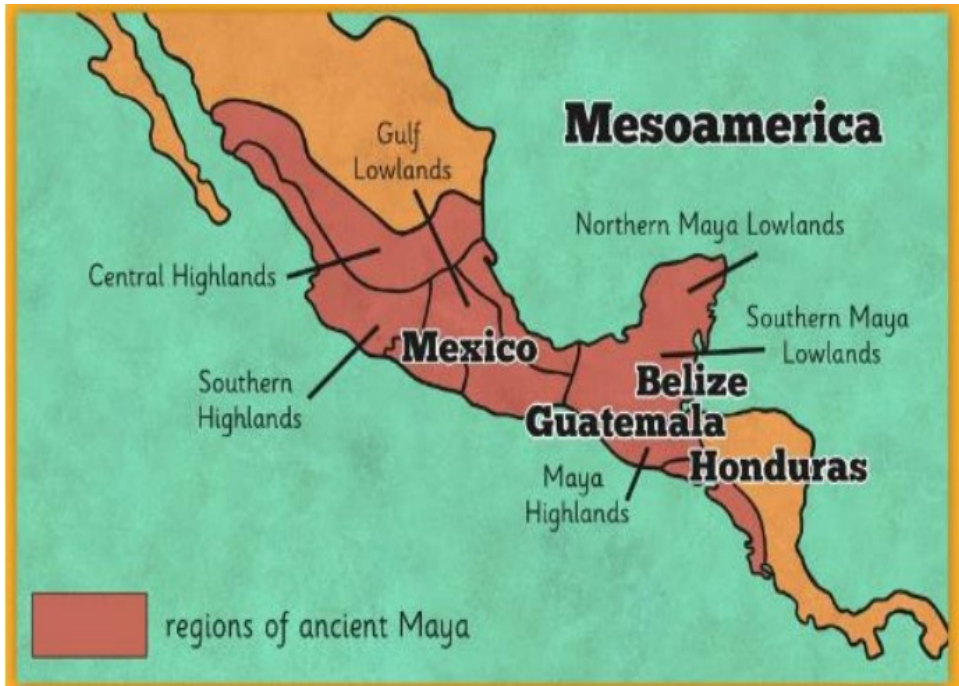 Mesoamerica
Gulf
Lowlands
Northern Maya Lowlands
Central Highlands
Southern Maya
Lowlands
Mexico
Belize
Southern
Highlands
Guatemala
Honduras
Maya
Highlands
regions of ancient Maya